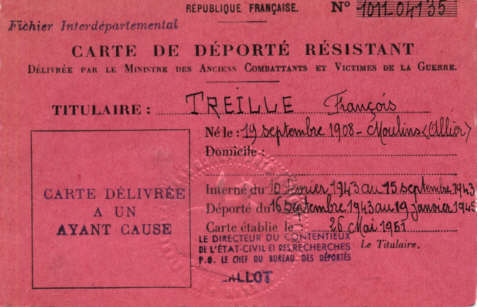 RÉPUBLIQUE FRANÇAISE.
Nº 1011.04135
Fichier Interdépartemental
CARTE DE DÉPORTÉ RÉSISTANT
DÉLIVRÉE PAR LE MINISTRE DES ANCIENS COMBATTANTS ET VICTIMES DE LA GUERRE.
TITULAIRE : TREILLE François
Né le : 19 septembre 1908 - Moulins (Allier)
Domicile :
Interné du 10 février 1943 au 15 septembre 1943
Déporté du 16 septembre 1943 au 19 janvier 1945
Carte établie le 26 Mai 1961
CARTE DÉLIVRÉE
A UN
AYANT CAUSE
LE DIRECTEUR DU CONTENTIEUX
DE L'ÉTAT-CIVIL ET DES RECHERCHES
P.O. LE CHEF DU BUREAU DES DÉPORTÉS
Le Titulaire,